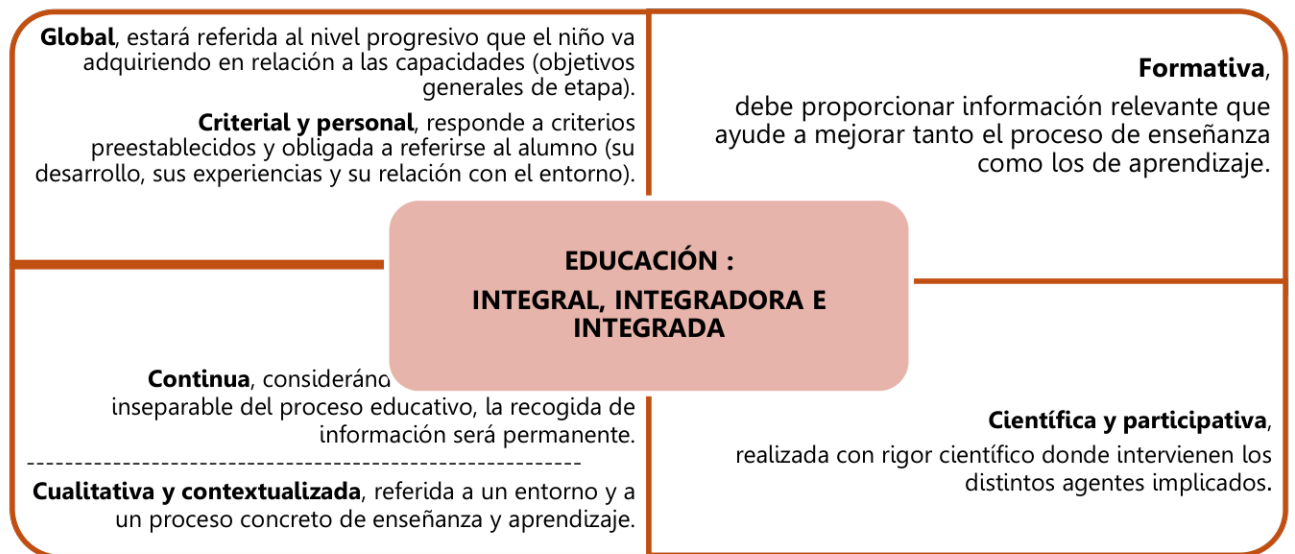 Global, estará referida al nivel progresivo que el niño va
adquiriendo en relación a las capacidades (objetivos
generales de etapa).
Criterial y personal, responde a criterios
preestablecidos y obligada a referirse al alumno (su
desarrollo, sus experiencias y su relación con el entorno).
Formativa,
debe proporcionar información relevante que
ayude a mejorar tanto el proceso de enseñanza
como los de aprendizaje.
EDUCACIÓN :
INTEGRAL, INTEGRADORA E
INTEGRADA
Continua,
inseparable del proceso educativo, la recogida de
información será permanente.
Cualitativa y contextualizada, referida a un entorno y a
un proceso concreto de enseñanza y aprendizaje.
Científica y participativa,
realizada con rigor científico donde intervienen los
distintos agentes implicados.